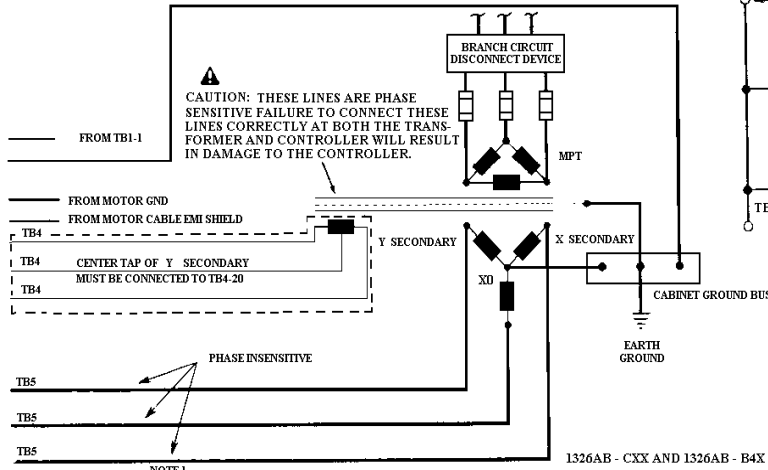 BRANCH CIRCUIT
DISCONNECT DEVICE
CAUTION: THESE LINES ARE PHASE
SENSITIVE FAILURE TO CONNECT THESE
LINES CORRECTLY AT BOTH THE TRANS-
FORMER AND CONTROLLER WILL RESULT
IN DAMAGE TO THE CONTROLLER.
FROM TB1-1
MPT
FROM MOTOR GND
FROM MOTOR CABLE EMI SHIELD
TB4
TB4
CENTER TAP OF Y SECONDARY
MUST BE CONNECTED TO TB4-20
TB4
Y SECONDARY
X SECONDARY
X0
CABINET GROUND BUS
EARTH
GROUND
PHASE INSENSITIVE
TB5
TB5
TB5
NOTE 1
1326AB - CXX AND 1326AB - B4X
TB